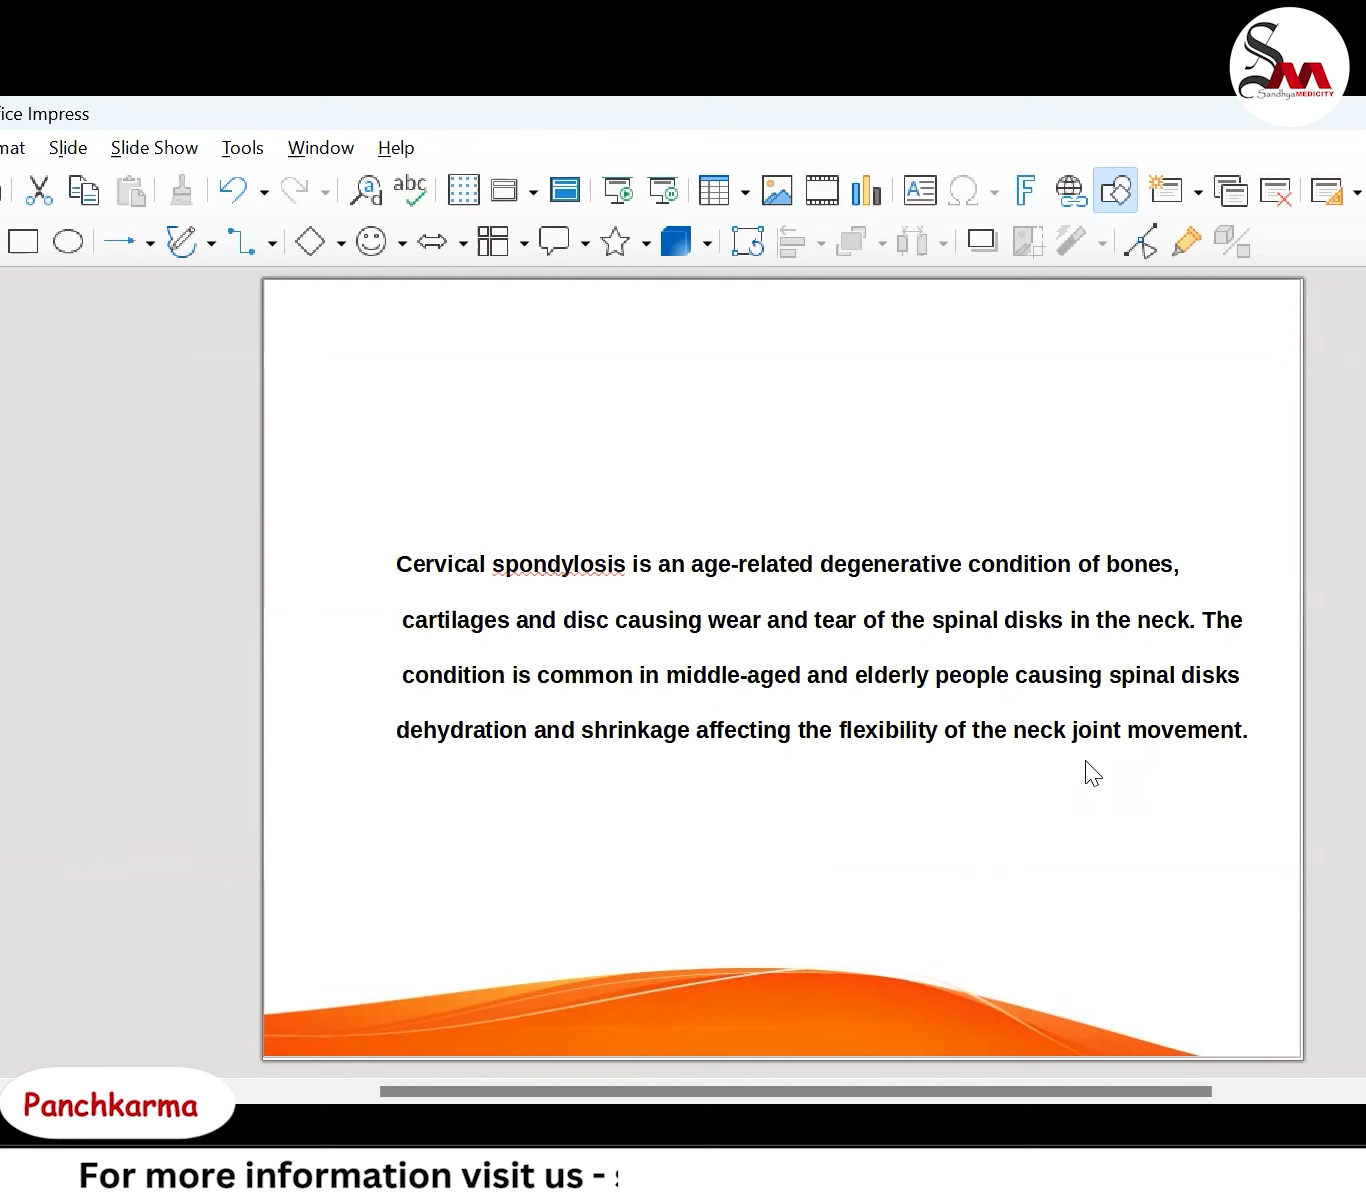 SM
SandhyaMEDICITY
ice Impress
mat Slide Slide Show Tools Window Help
Cervical spondylosis is an age-related degenerative condition of bones,
cartilages and disc causing wear and tear of the spinal disks in the neck. The
condition is common in middle-aged and elderly people causing spinal disks
dehydration and shrinkage affecting the flexibility of the neck joint movement.
Panchkarma
For more information visit us -